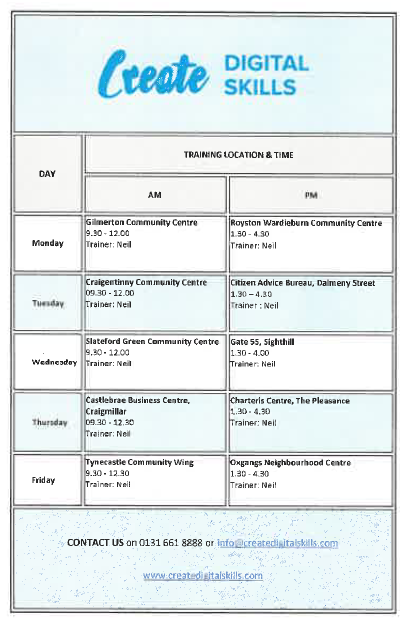 Create DIGITAL SKILLS
DAY
TRAINING LOCATION & TIME
AM
PM
Monday
Gilmerton Community Centre
9.30 - 12.00
Trainer: Neil
Royston Wardieburn Community Centre
1.30 - 4.30
Trainer: Neil
Tuesday
Craigentinny Community Centre
09.30 - 12.00
Trainer: Neil
Citizen Advice Bureau, Dalmeny Street
1.30 – 4.30
Trainer : Neil
Wednesday
Slateford Green Community Centre
9.30 - 12.00
Trainer: Neil
Gate 55, Sighthill
1.30 - 4.00
Trainer: Neil
Thursday
Castlebrae Business Centre,
Craigmillar
09.30 - 12.30
Trainer: Neil
Charteris Centre, The Pleasance
1.30 - 4.30
Trainer: Neil
Friday
Tynecastle Community Wing
9.30 - 12.30
Trainer: Neil
Oxgangs Neighbourhood Centre
1.30 - 4.30
Trainer: Neil
CONTACT US on 0131 661 8888 or info@createdigitalskills.com
www.createdigitalskills.com